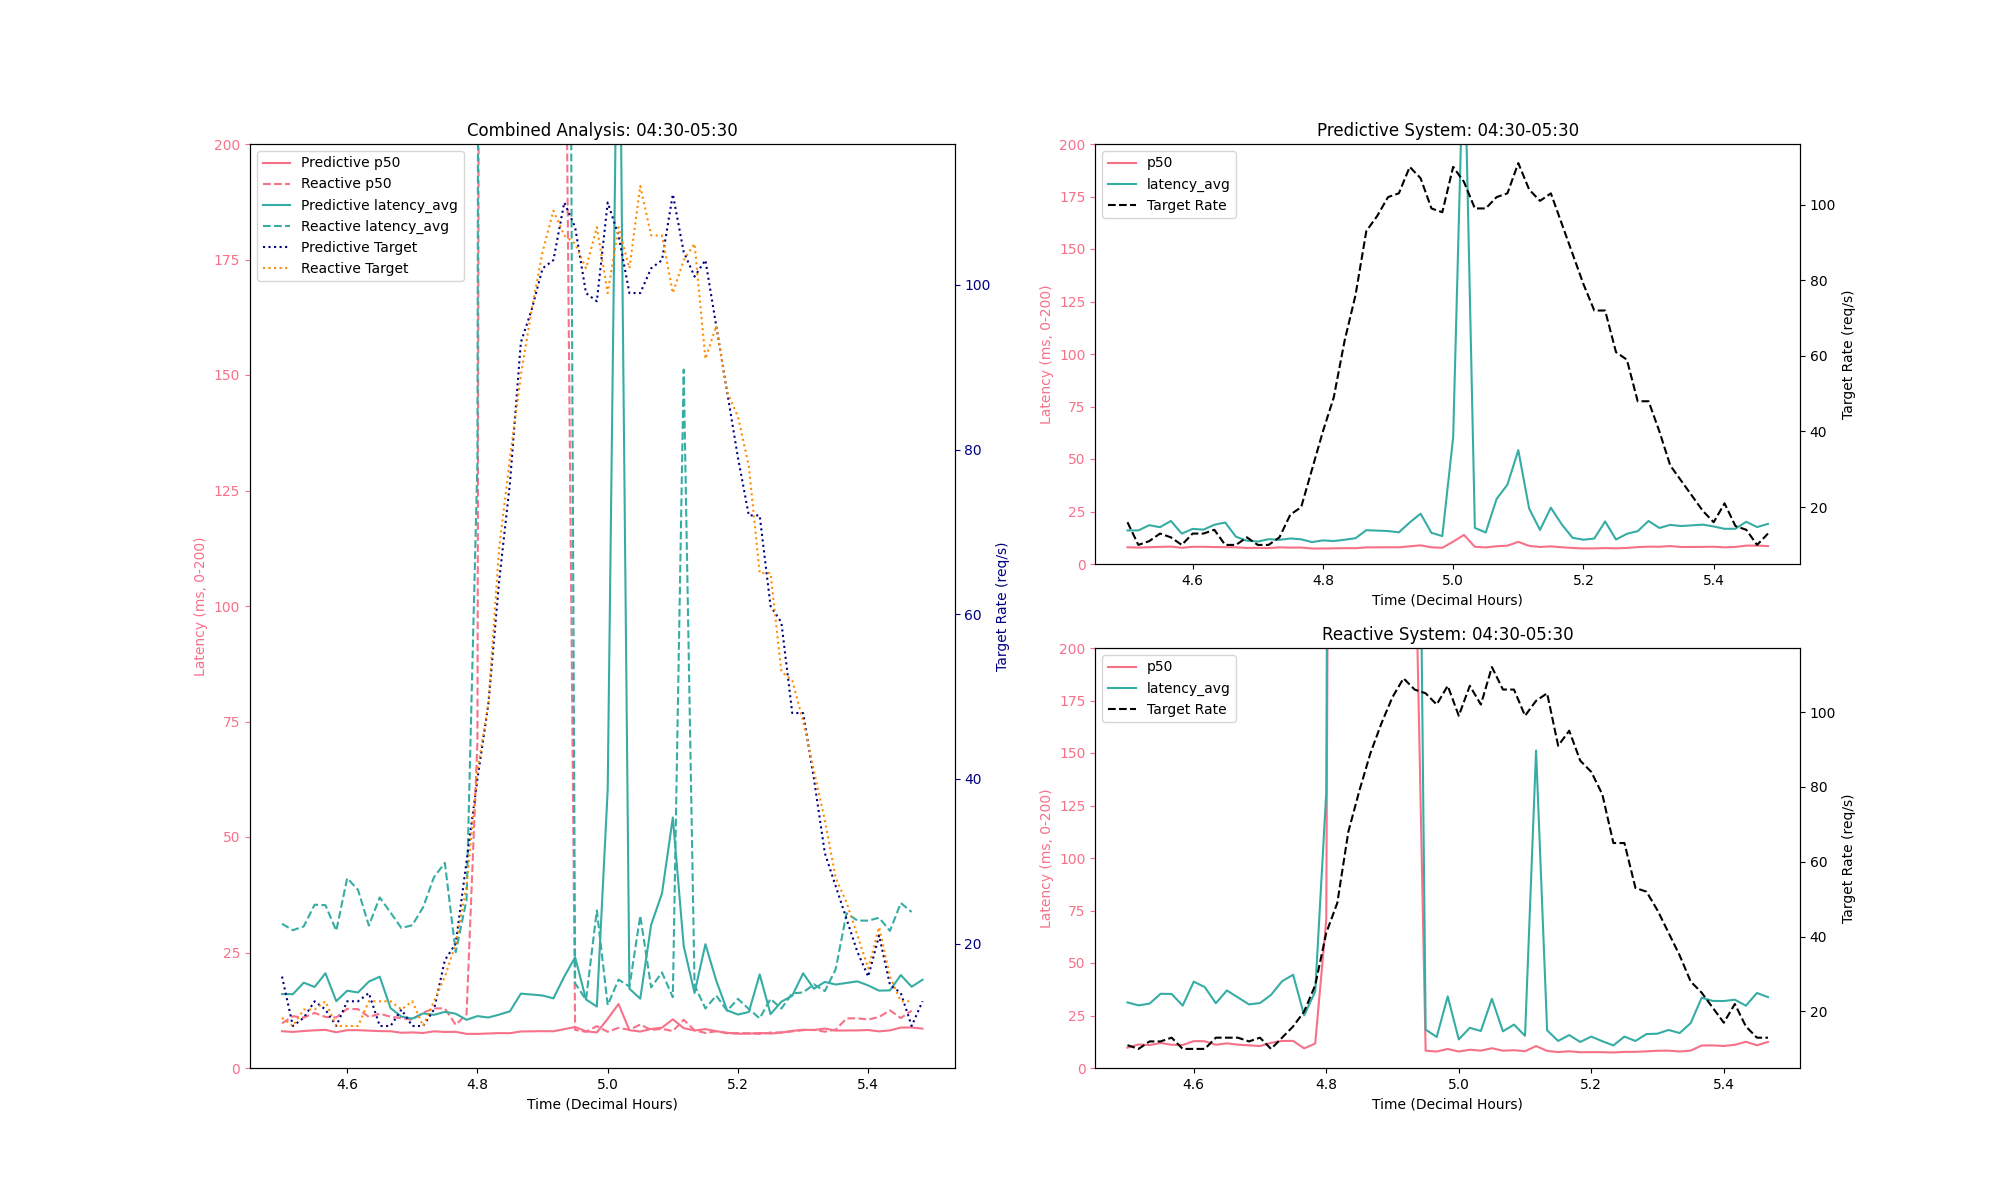 Combined Analysis: 04:30-05:30
Predictive p50
Reactive p50
Predictive latency_avg
Reactive latency_avg
Predictive Target
Reactive Target
200
175
150
125
100
75
50
25
0
Latency (ms, 0-200)
100
80
60
40
20
Target Rate (req/s)
4.6 4.8 5.0 5.2 5.4
Time (Decimal Hours)
Predictive System: 04:30-05:30
p50
latency_avg
Target Rate
200
175
150
125
100
75
50
25
0
Latency (ms, 0-200)
100
80
60
40
20
Target Rate (req/s)
4.6 4.8 5.0 5.2 5.4
Time (Decimal Hours)
Reactive System: 04:30-05:30
p50
latency_avg
Target Rate
200
175
150
125
100
75
50
25
0
Latency (ms, 0-200)
100
80
60
40
20
Target Rate (req/s)
4.6 4.8 5.0 5.2 5.4
Time (Decimal Hours)